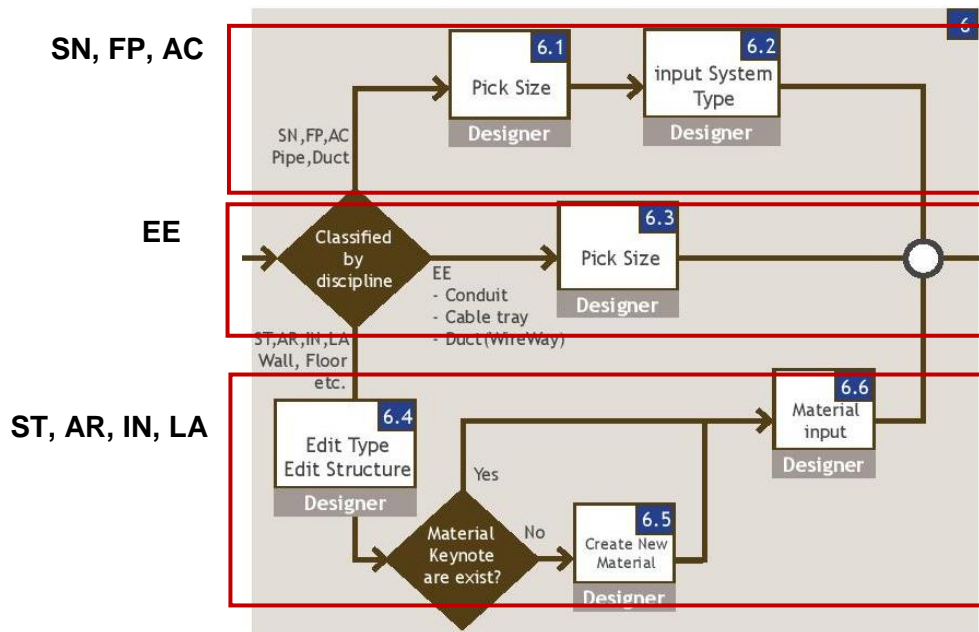 SN, FP, AC
6
6.1
Pick Size
Designer
6.2
input System
Type
Designer
SN,FP,AC
Pipe,Duct
EE
Classified
by
discipline
6.3
Pick Size
Designer
EE
- Conduit
- Cable tray
- Duct(WireWay)
ST,AR,IN,LA
Wall, Floor
etc.
ST, AR, IN, LA
6.4
Edit Type
Edit Structure
Designer
Yes
Material
Keynote
are exist?
No
6.5
Create New
Material
Designer
6.6
Material
input
Designer